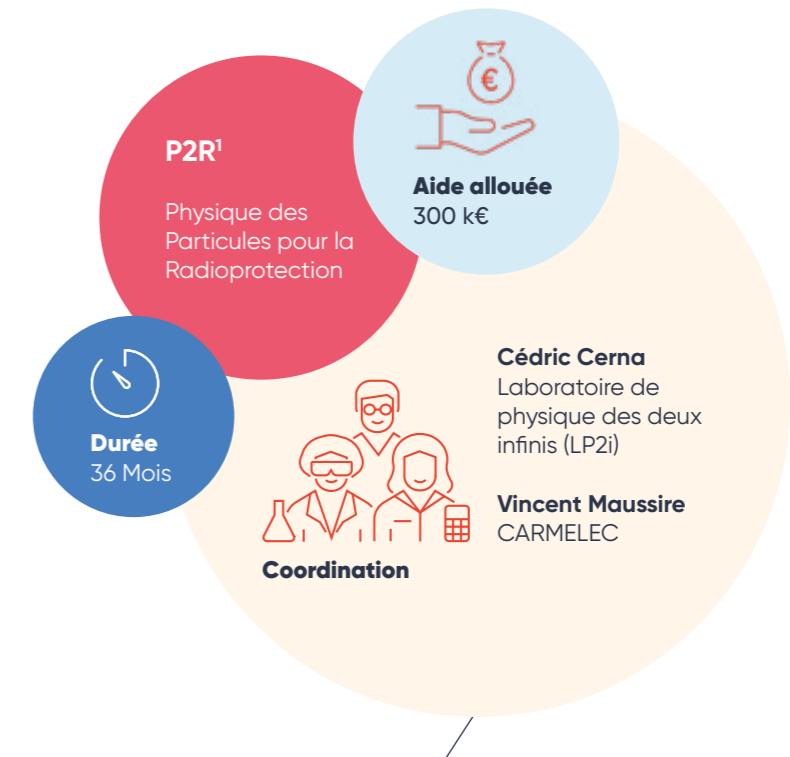 P2R¹
Physique des
Particules pour la
Radioprotection
€
Aide allouée
300 k€
Durée
36 Mois
Cédric Cerna
Laboratoire de
physique des deux
infinis (LP2i)
Vincent Maussire
CARMELEC
Coordination